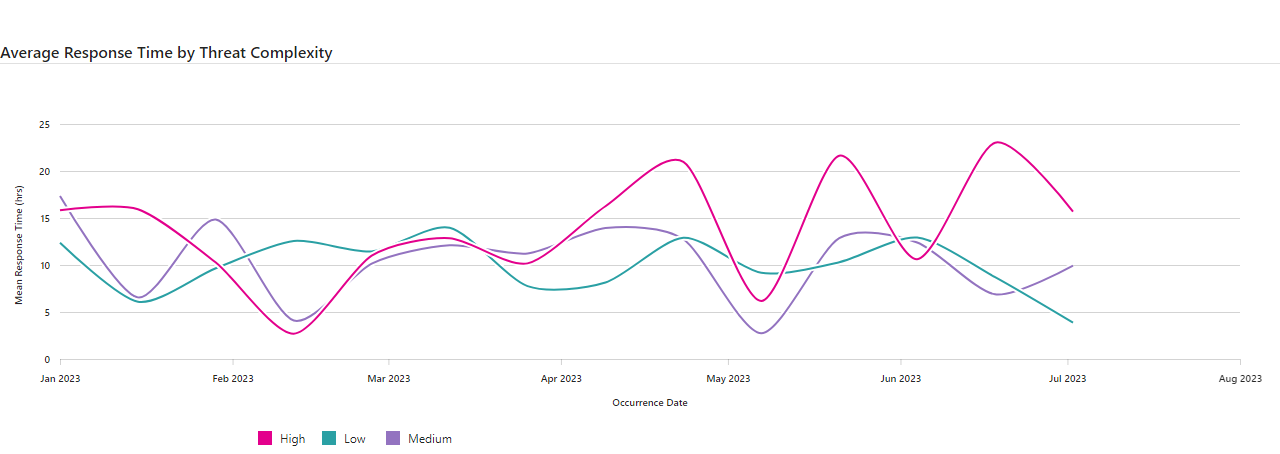 Average Response Time by Threat Complexity
25
20
15
10
5
0
Mean Response Time (hrs)
Jan 2023 Feb 2023 Mar 2023 Apr 2023 May 2023 Jun 2023 Jul 2023 Aug 2023
Occurrence Date
High Low Medium